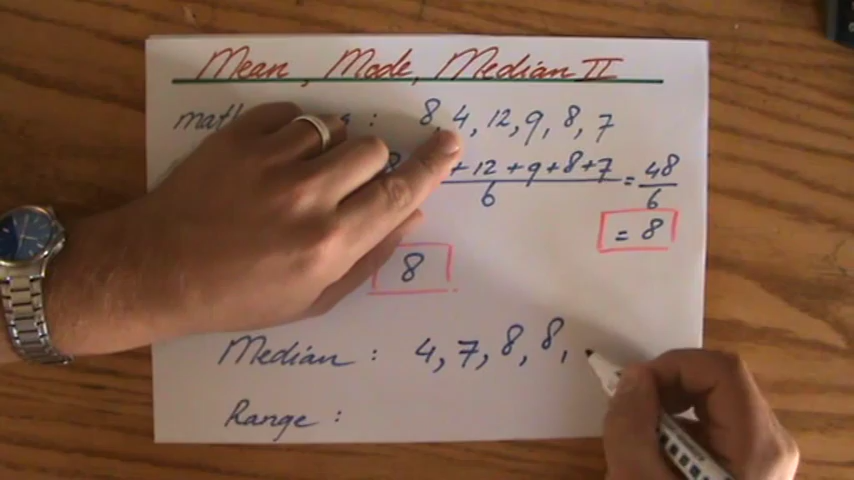 Mean, Mode, Median II
: 8, 4, 12, 9, 8, 7
+ 12 + 9 + 8 + 7 = 48
6 6
= 8
8
Median : 4, 7, 8, 8,
Range :